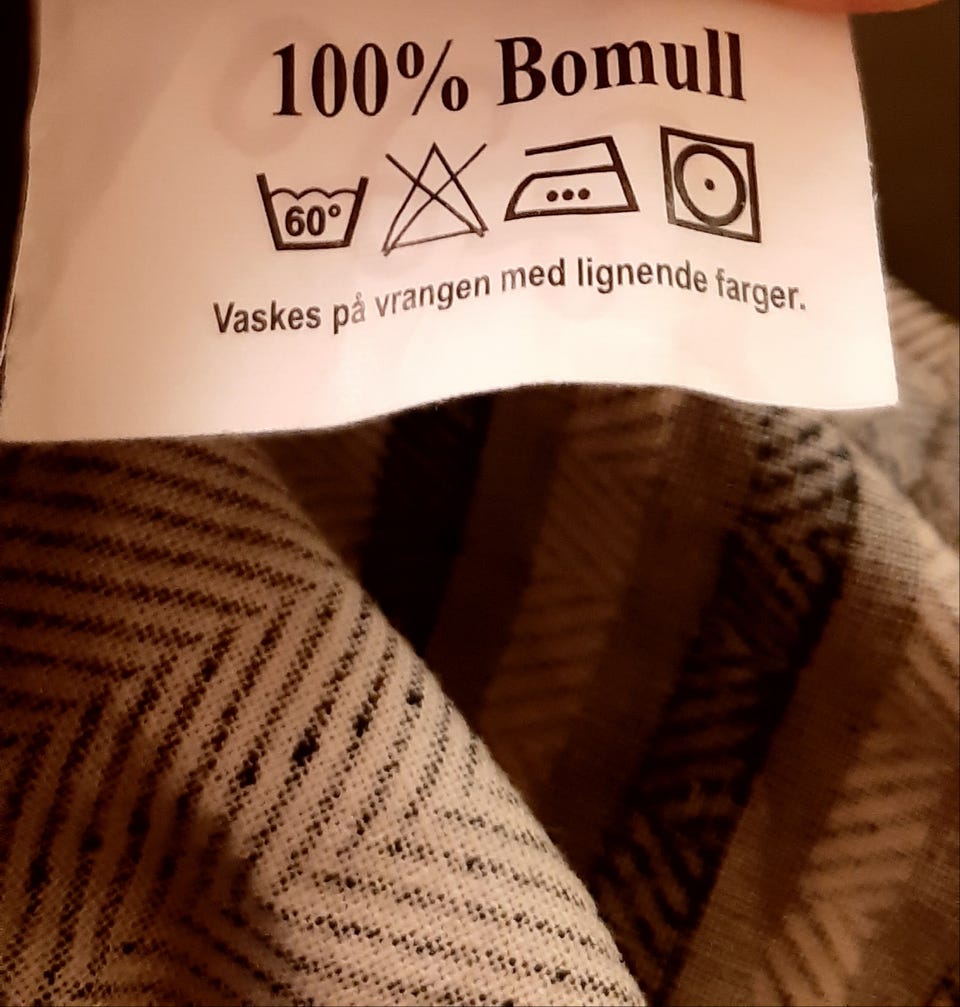 100% Bomull
60°
Vaskes på vrangen med lignende farger.